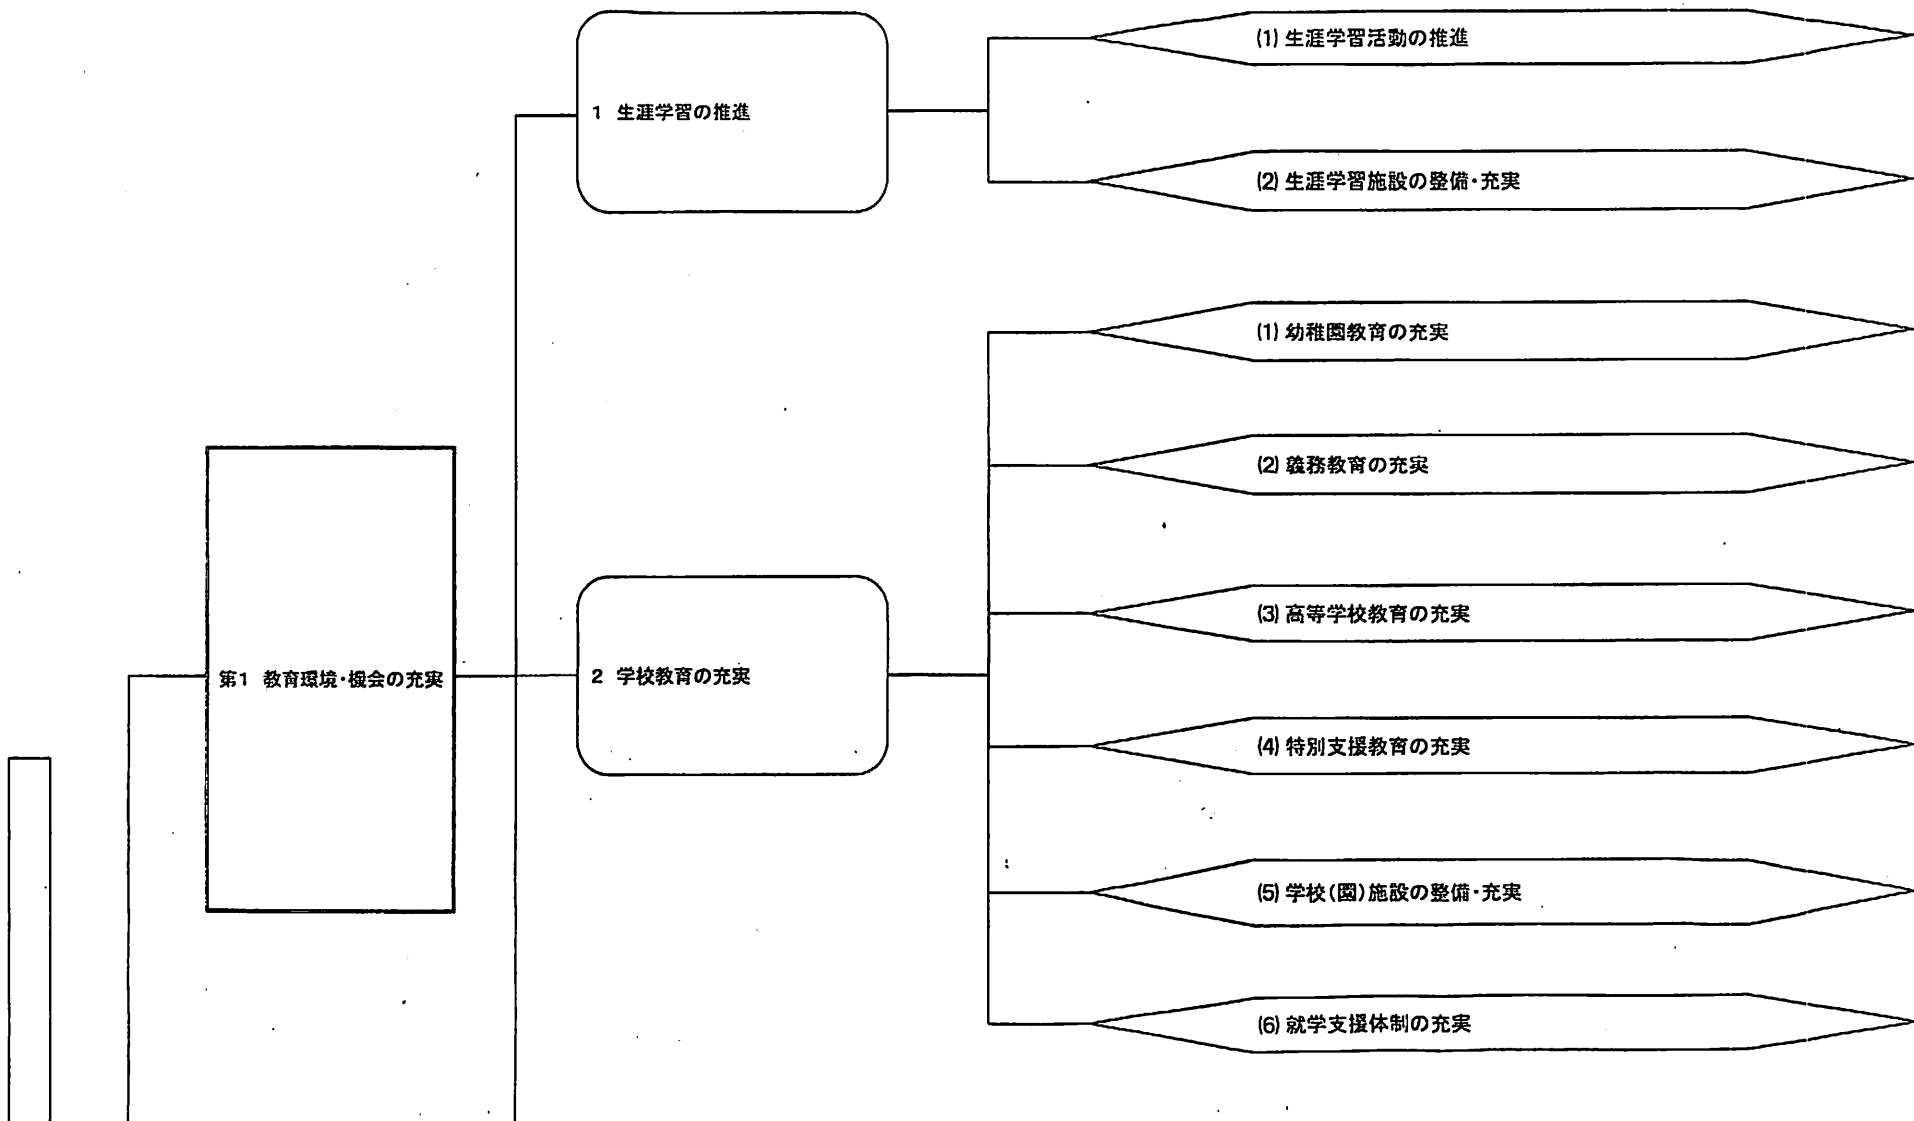 第1 教育環境・機会の充実
1 生涯学習の推進
(1) 生涯学習活動の推進
(2) 生涯学習施設の整備・充実
2 学校教育の充実
(1) 幼稚園教育の充実
(2) 義務教育の充実
(3) 高等学校教育の充実
(4) 特別支援教育の充実
(5) 学校(園)施設の整備・充実
(6) 就学支援体制の充実